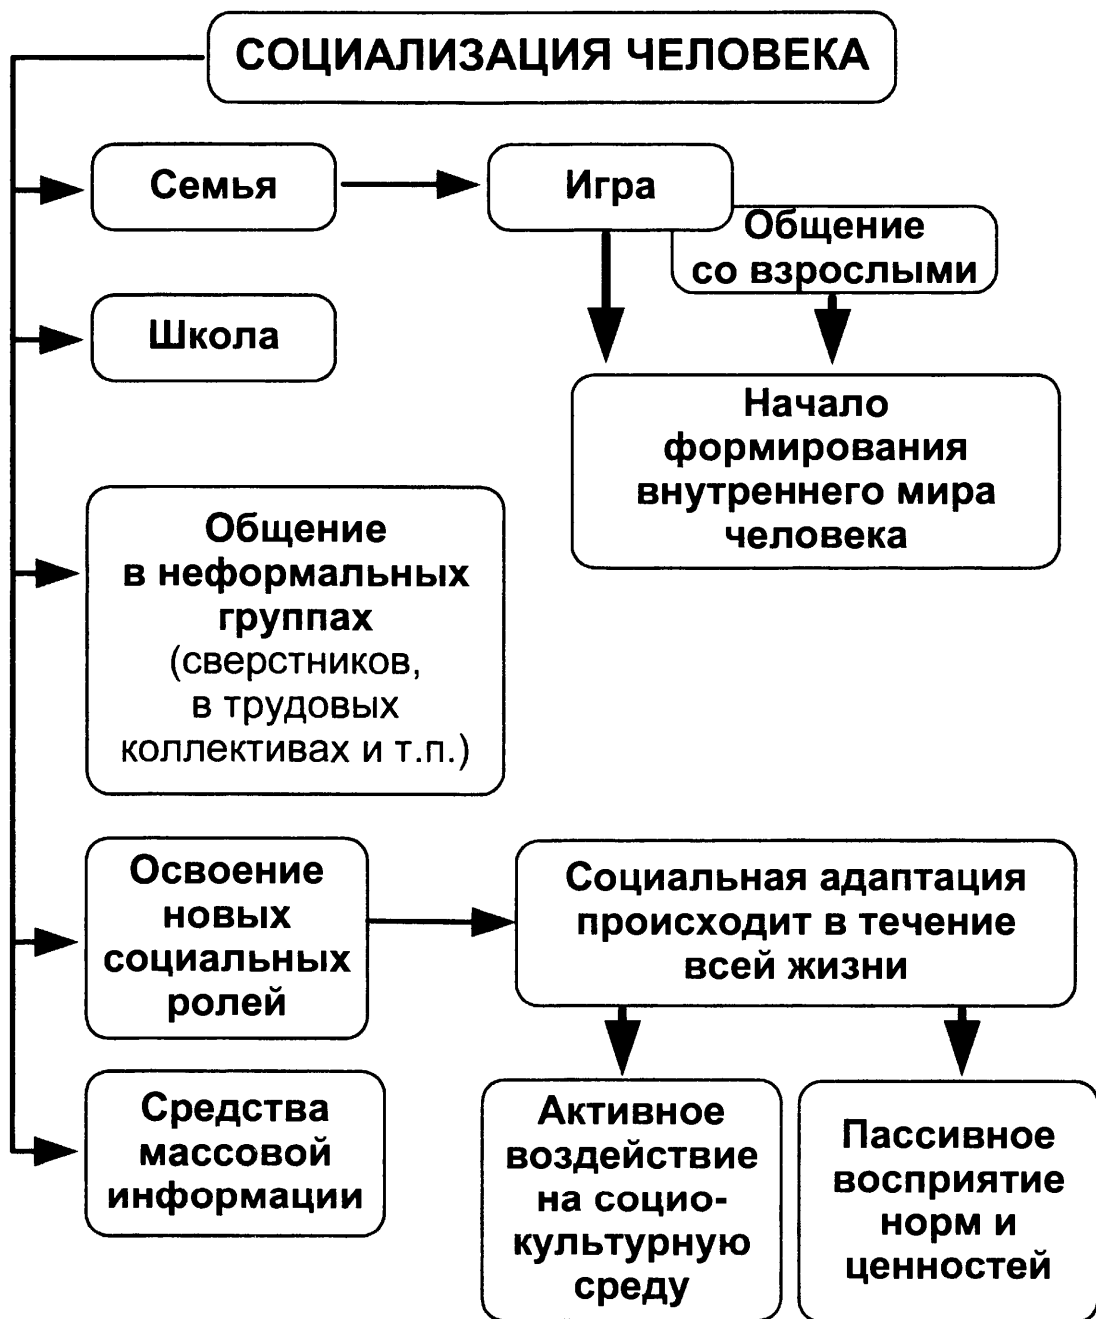 СОЦИАЛИЗАЦИЯ ЧЕЛОВЕКА
Семья
Игра
Общение
со взрослыми
Школа
Начало
формирования
внутреннего мира
человека
Общение
в неформальных
группах
(сверстников,
в трудовых
коллективах и т.п.)
Освоение
новых
социальных
ролей
Социальная адаптация
происходит в течение
всей жизни
Средства
массовой
информации
Активное
воздействие
на социо-
культурную
среду
Пассивное
восприятие
норм и
ценностей